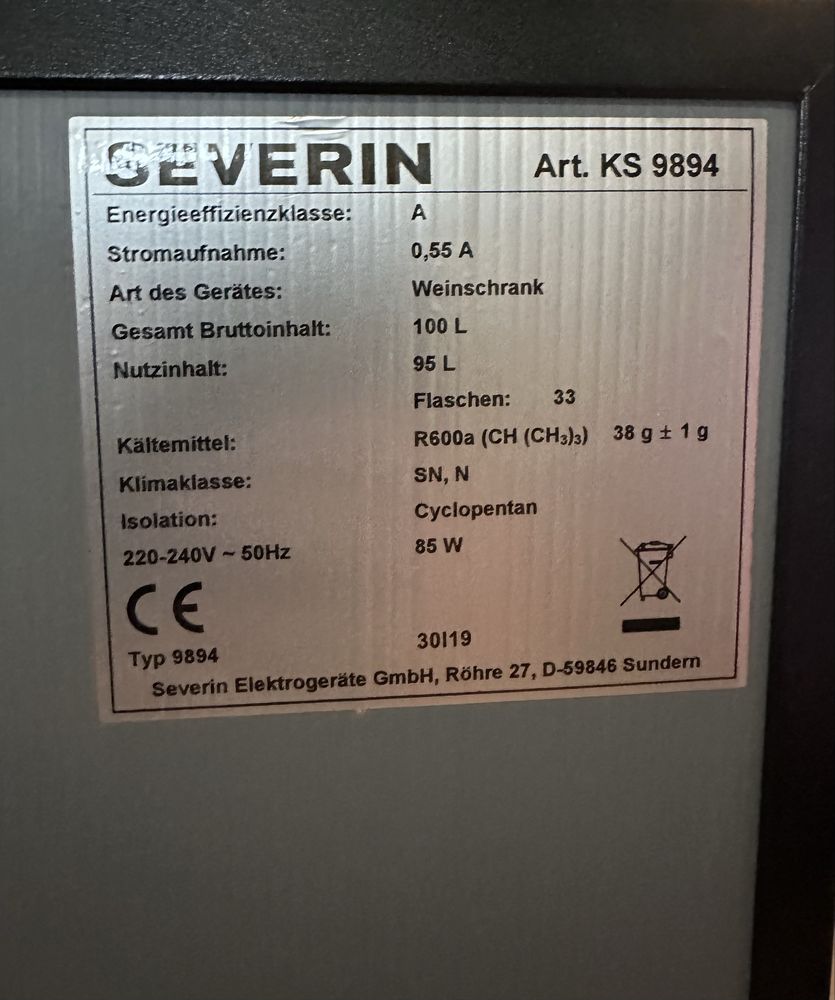 SEVERIN Art. KS 9894
Energieeffizienzklasse: A
Stromaufnahme: 0,55 A
Art des Gerätes: Weinschrank
Gesamt Bruttoinhalt: 100 L
Nutzinhalt: 95 L
Flaschen: 33
Kältemittel: R600a (CH (CH₃)₃) 38 g ± 1 g
Klimaklasse: SN, N
Isolation: Cyclopentan
220-240V ~ 50Hz 85 W
CE
Typ 9894 30I19
Severin Elektrogeräte GmbH, Röhre 27, D-59846 Sundern